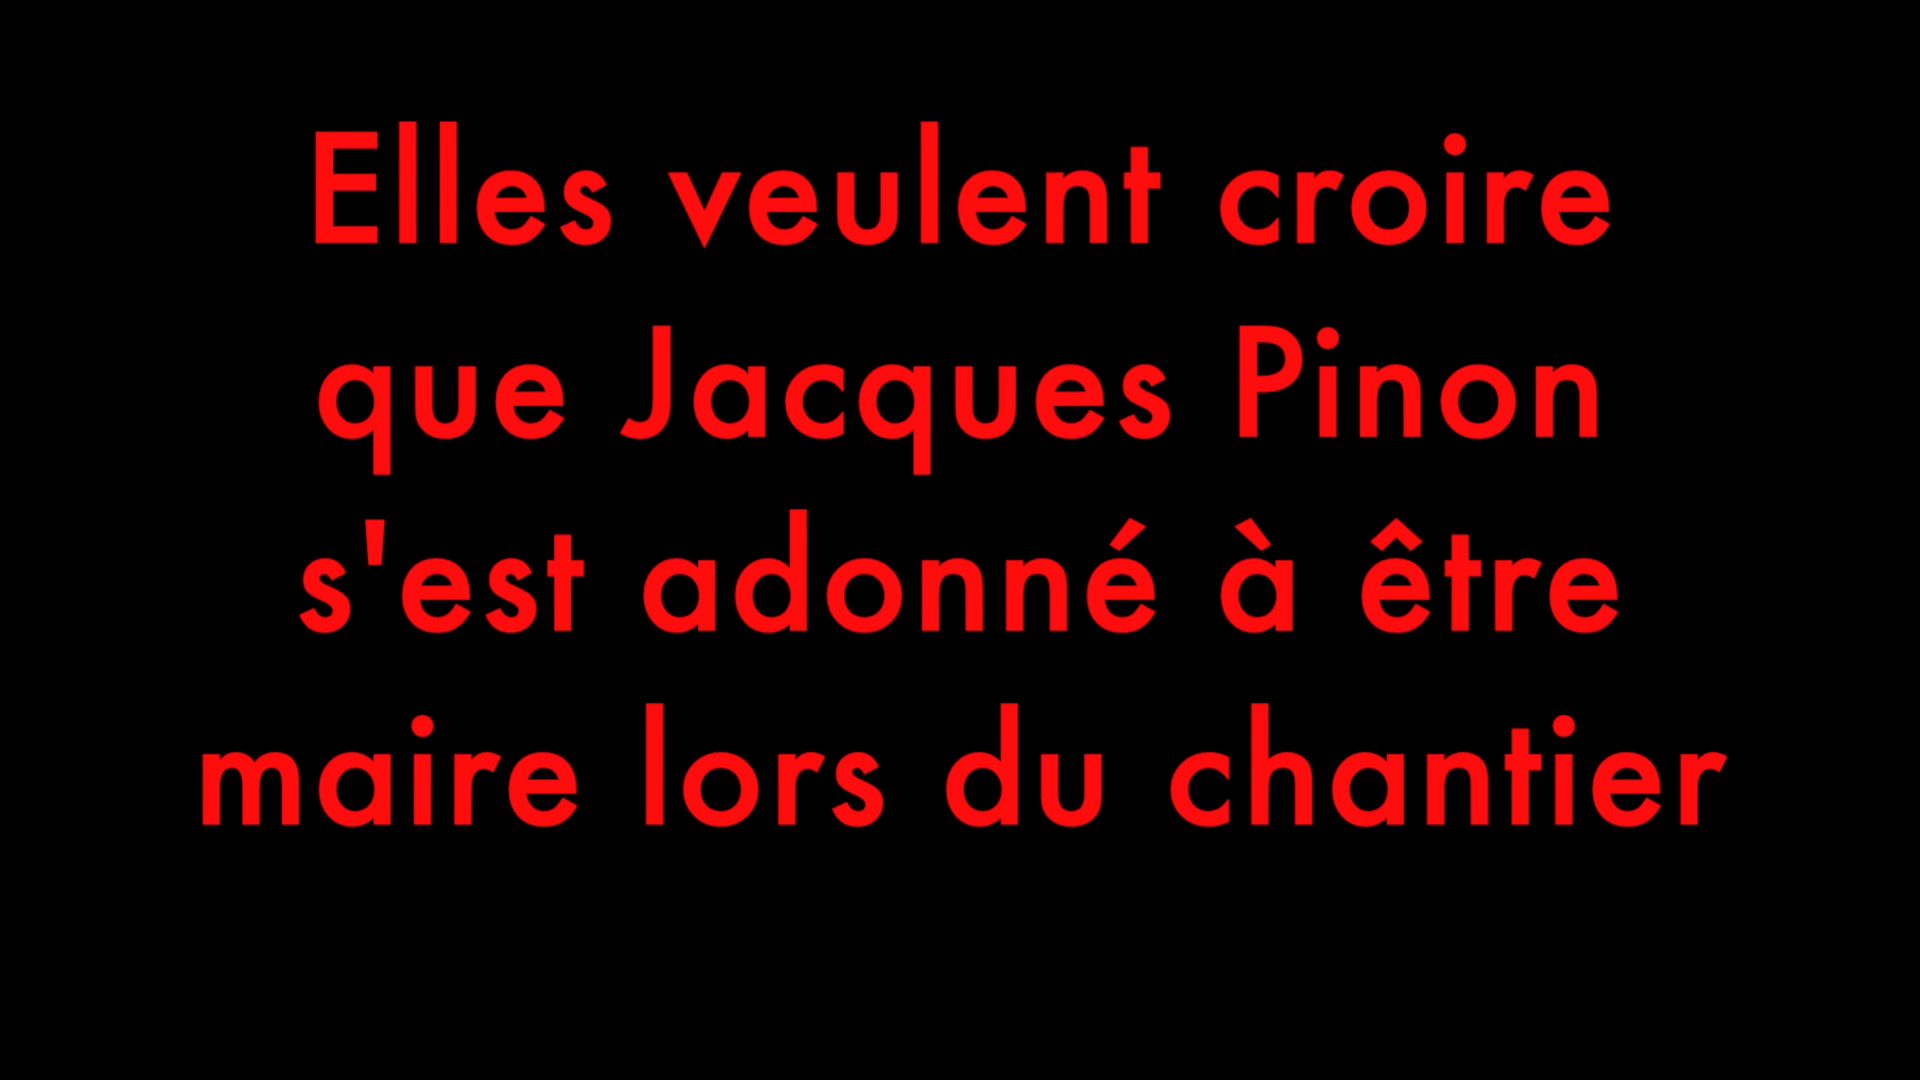 Elles veulent croire
que Jacques Pinon
s'est adonné à être
maire lors du chantier